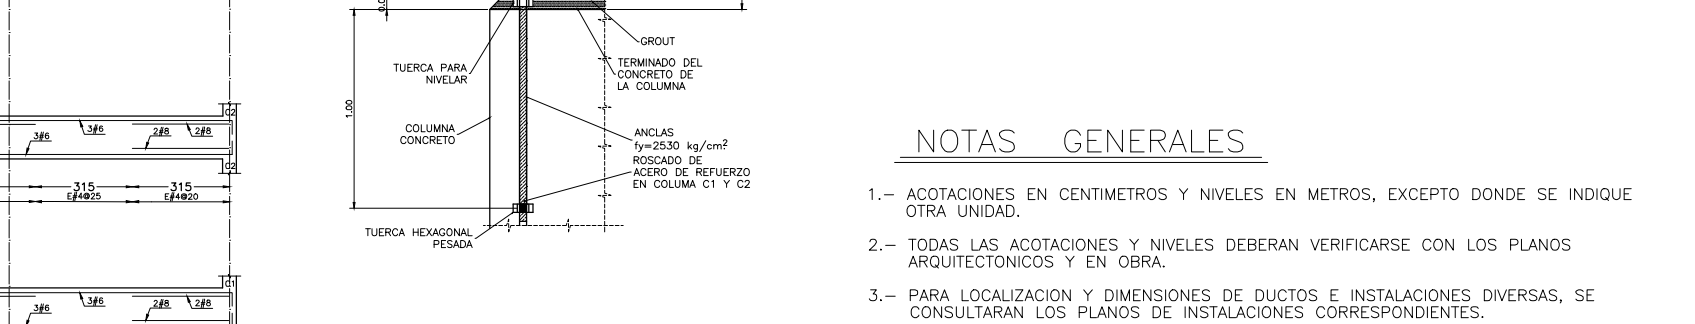 C2
3#6
3#6
2#8
2#8
C2
315
315
E#4@25
E#4@20
C1
3#6
3#6
2#8
2#8
GROUT
TUERCA PARA
NIVELAR
TERMINADO DEL
CONCRETO DE
LA COLUMNA
1.00
COLUMNA
CONCRETO
ANCLAS
fy=2530 kg/cm²
ROSCADO DE
ACERO DE REFUERZO
EN COLUMA C1 Y C2
TUERCA HEXAGONAL
PESADA
NOTAS GENERALES
1.– ACOTACIONES EN CENTIMETROS Y NIVELES EN METROS, EXCEPTO DONDE SE INDIQUE
OTRA UNIDAD.
2.– TODAS LAS ACOTACIONES Y NIVELES DEBERAN VERIFICARSE CON LOS PLANOS
ARQUITECTONICOS Y EN OBRA.
3.– PARA LOCALIZACION Y DIMENSIONES DE DUCTOS E INSTALACIONES DIVERSAS, SE
CONSULTARAN LOS PLANOS DE INSTALACIONES CORRESPONDIENTES.